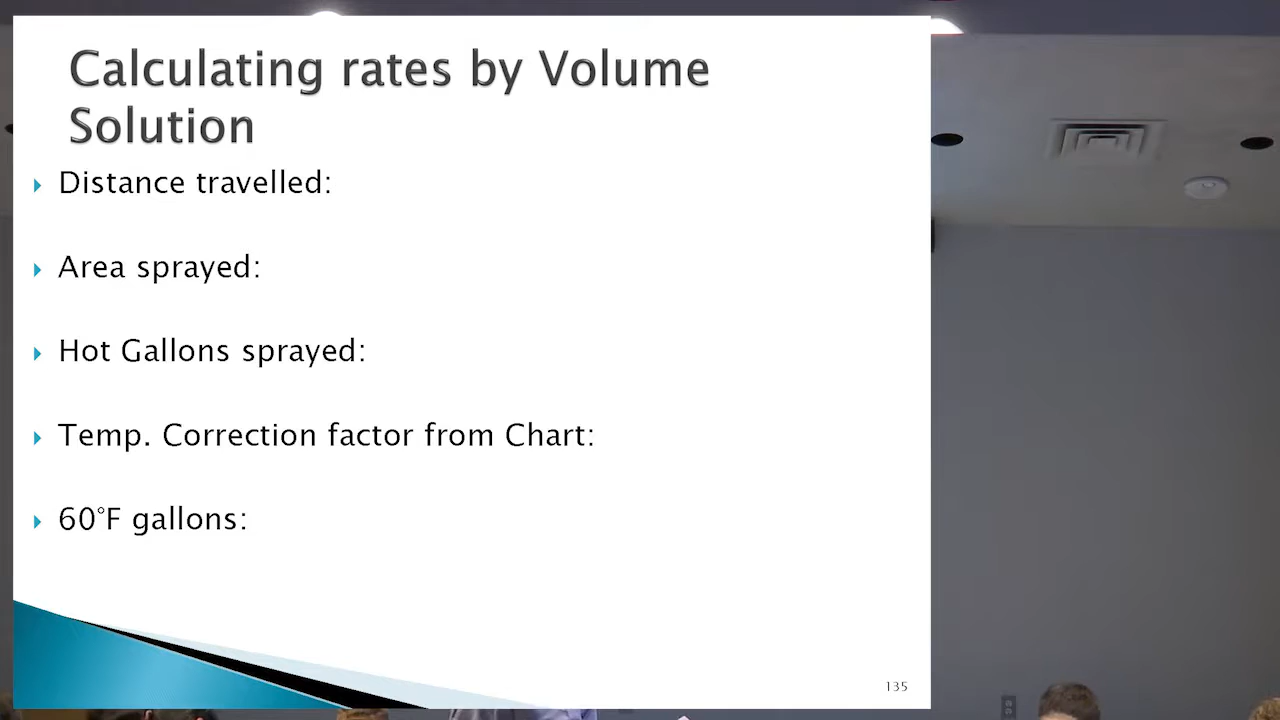 Calculating rates by Volume
Solution
Distance travelled:
Area sprayed:
Hot Gallons sprayed:
Temp. Correction factor from Chart:
60°F gallons:
135